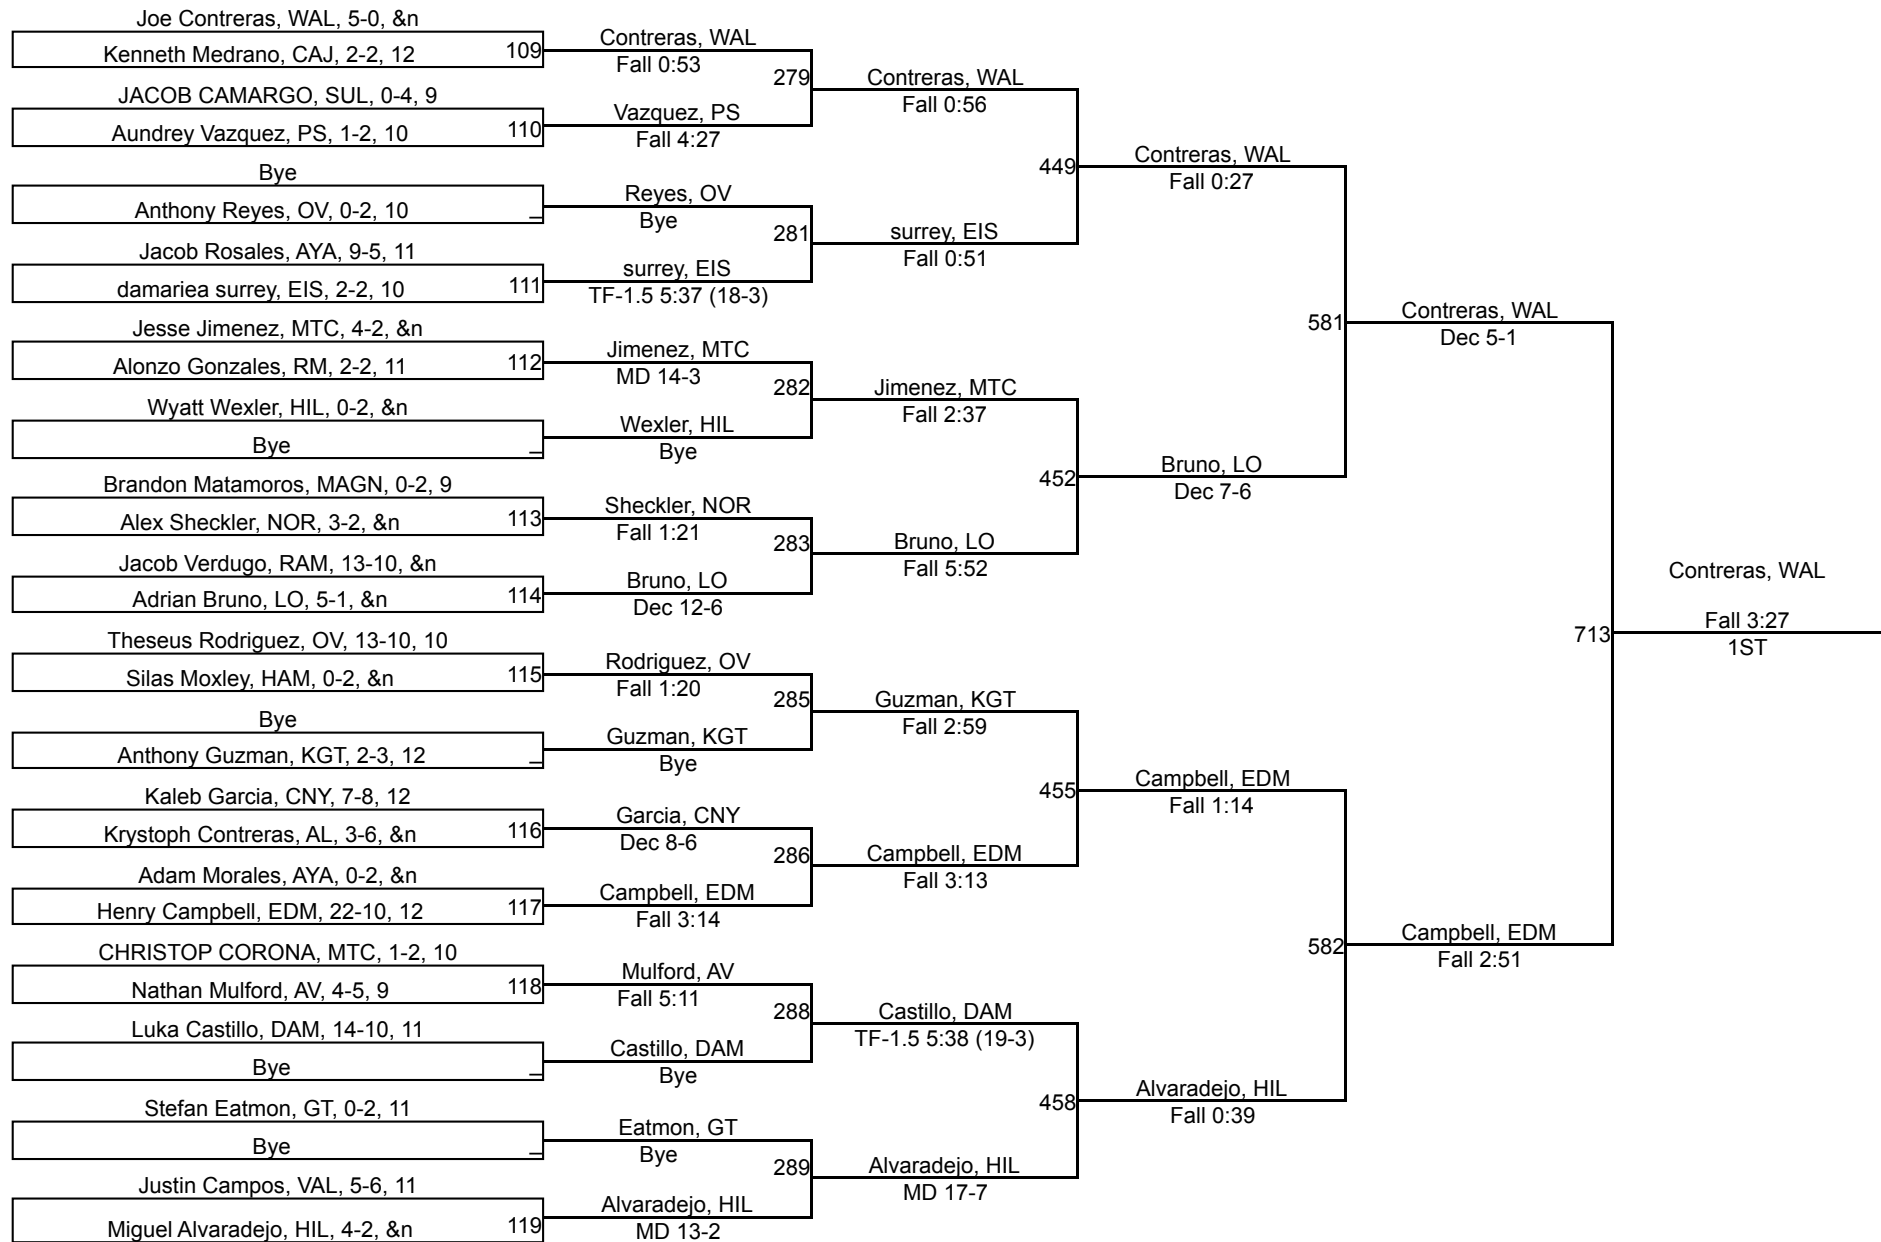 Joe Contreras, WAL, 5-0, &n
Kenneth Medrano, CAJ, 2-2, 12
109
JACOB CAMARGO, SUL, 0-4, 9
Aundrey Vazquez, PS, 1-2, 10
110
Bye
Anthony Reyes, OV, 0-2, 10
_
Jacob Rosales, AYA, 9-5, 11
damariea surrey, EIS, 2-2, 10
111
Jesse Jimenez, MTC, 4-2, &n
Alonzo Gonzales, RM, 2-2, 11
112
Wyatt Wexler, HIL, 0-2, &n
Bye
_
Brandon Matamoros, MAGN, 0-2, 9
Alex Sheckler, NOR, 3-2, &n
113
Jacob Verdugo, RAM, 13-10, &n
Adrian Bruno, LO, 5-1, &n
114
Theseus Rodriguez, OV, 13-10, 10
Silas Moxley, HAM, 0-2, &n
115
Bye
Anthony Guzman, KGT, 2-3, 12
_
Kaleb Garcia, CNY, 7-8, 12
Krystoph Contreras, AL, 3-6, &n
116
Adam Morales, AYA, 0-2, &n
Henry Campbell, EDM, 22-10, 12
117
CHRISTOP CORONA, MTC, 1-2, 10
Nathan Mulford, AV, 4-5, 9
118
Luka Castillo, DAM, 14-10, 11
Bye
_
Stefan Eatmon, GT, 0-2, 11
Bye
_
Justin Campos, VAL, 5-6, 11
Miguel Alvaradejo, HIL, 4-2, &n
119
Contreras, WAL
Fall 0:53
279
Vazquez, PS
Fall 4:27
Reyes, OV
Bye
281
surrey, EIS
TF-1.5 5:37 (18-3)
Jimenez, MTC
MD 14-3
282
Wexler, HIL
Bye
Sheckler, NOR
Fall 1:21
283
Bruno, LO
Dec 12-6
Rodriguez, OV
Fall 1:20
285
Guzman, KGT
Bye
Garcia, CNY
Dec 8-6
286
Campbell, EDM
Fall 3:14
Mulford, AV
Fall 5:11
288
Castillo, DAM
Bye
Eatmon, GT
Bye
289
Alvaradejo, HIL
MD 13-2
Contreras, WAL
Fall 0:56
449
surrey, EIS
Fall 0:51
Jimenez, MTC
Fall 2:37
452
Bruno, LO
Fall 5:52
Guzman, KGT
Fall 2:59
455
Campbell, EDM
Fall 3:13
Castillo, DAM
TF-1.5 5:38 (19-3)
458
Alvaradejo, HIL
MD 17-7
Contreras, WAL
Fall 0:27
581
Bruno, LO
Dec 7-6
Campbell, EDM
Fall 1:14
582
Alvaradejo, HIL
Fall 0:39
Contreras, WAL
Dec 5-1
713
Campbell, EDM
Fall 2:51
Contreras, WAL
Fall 3:27
1ST